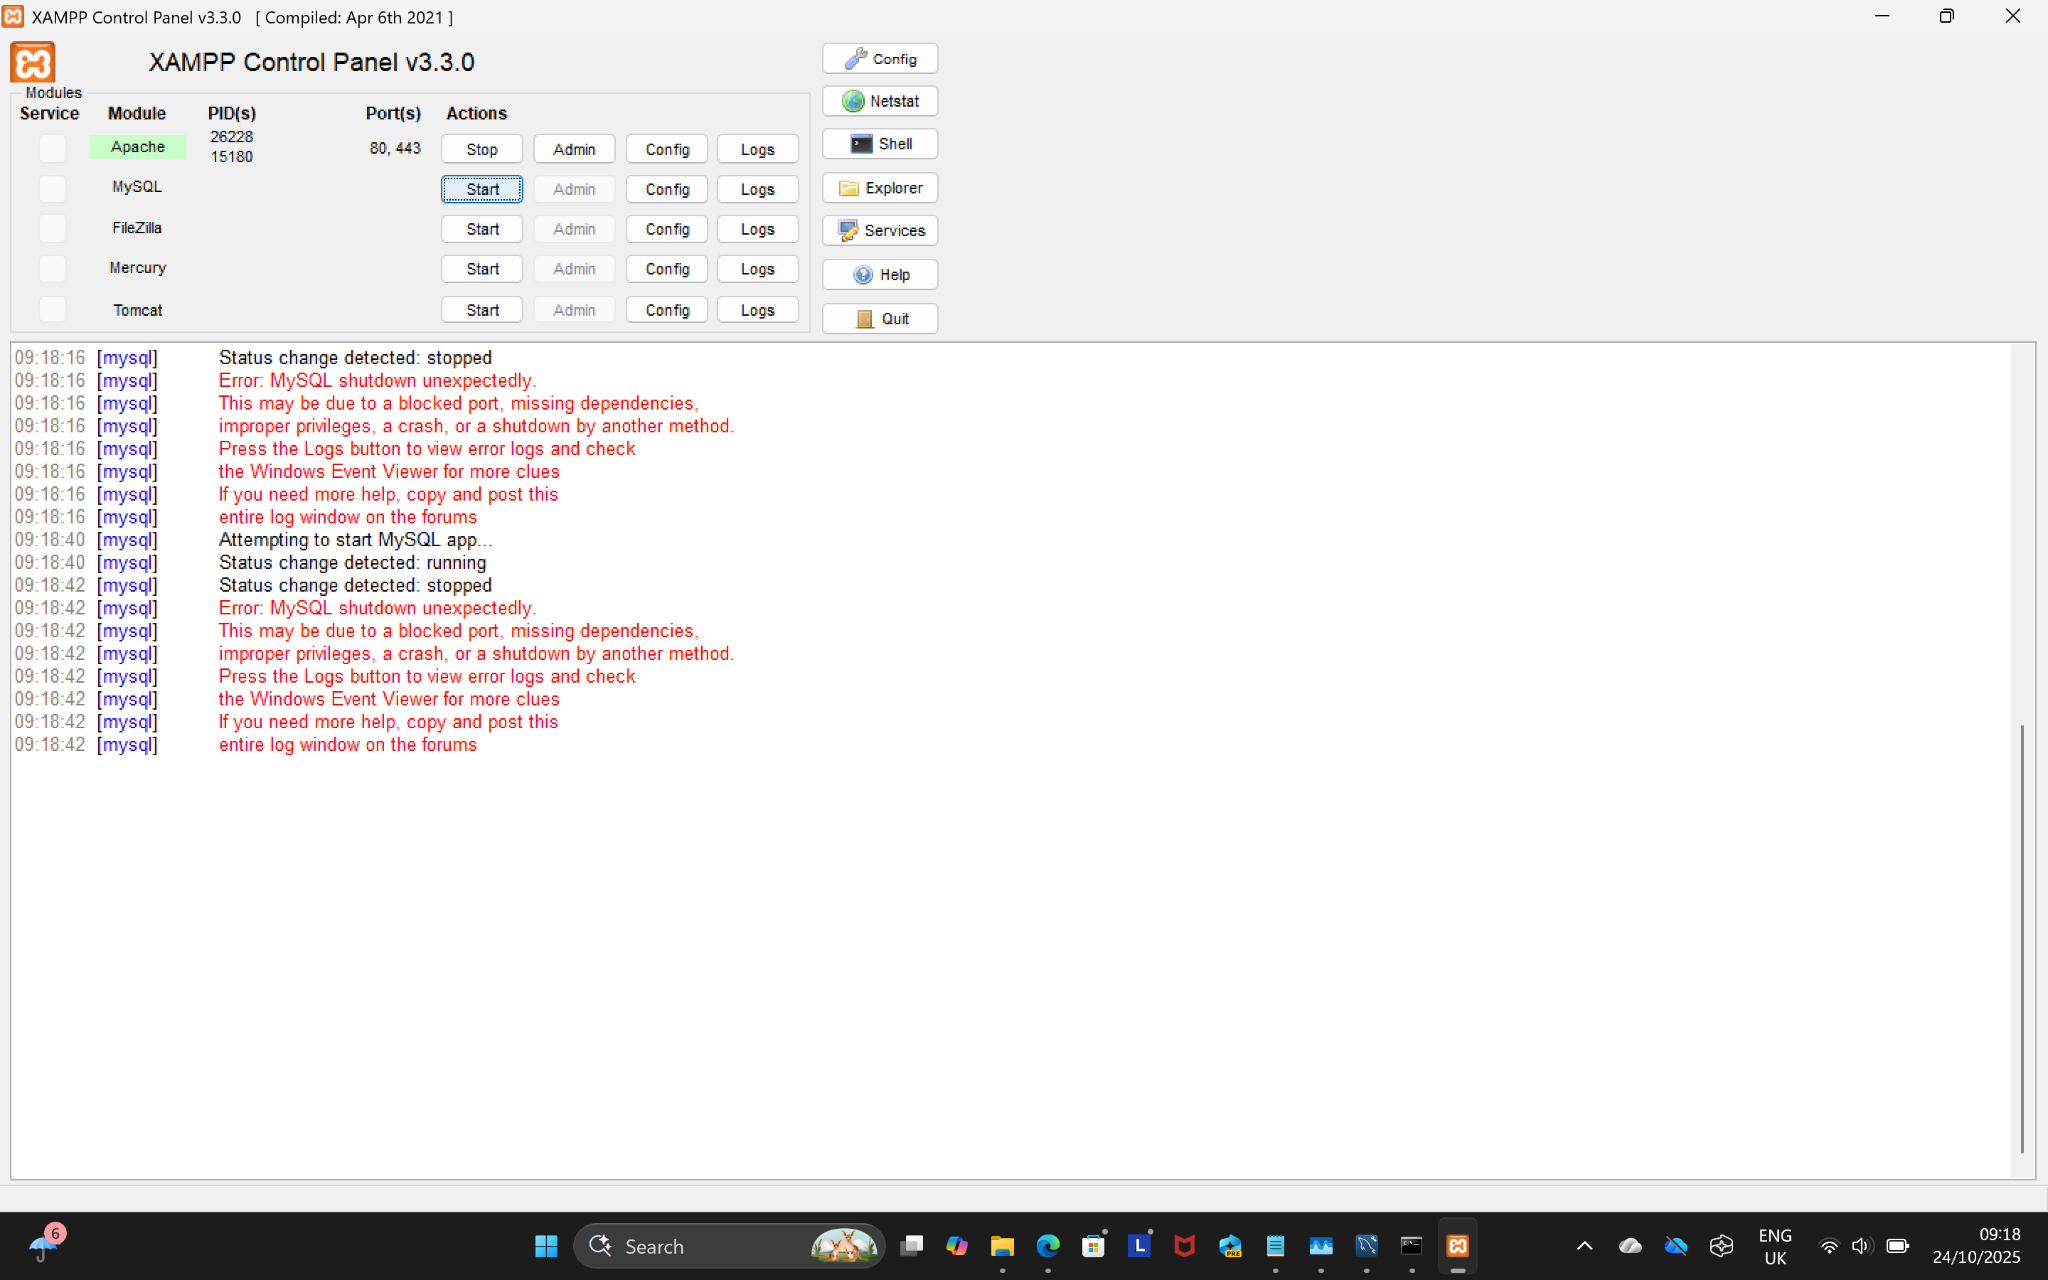 XAMPP Control Panel v3.3.0 [ Compiled: Apr 6th 2021 ]
XAMPP Control Panel v3.3.0
Config
Modules
Service Module PID(s) Port(s) Actions
Netstat
Apache 26228 15180 80, 443 Stop Admin Config Logs
Shell
MySQL Start Admin Config Logs
Explorer
FileZilla Start Admin Config Logs
Services
Mercury Start Admin Config Logs
Help
Tomcat Start Admin Config Logs
Quit
09:18:16 [mysql] Status change detected: stopped
09:18:16 [mysql] Error: MySQL shutdown unexpectedly.
09:18:16 [mysql] This may be due to a blocked port, missing dependencies,
09:18:16 [mysql] improper privileges, a crash, or a shutdown by another method.
09:18:16 [mysql] Press the Logs button to view error logs and check
09:18:16 [mysql] the Windows Event Viewer for more clues
09:18:16 [mysql] If you need more help, copy and post this
09:18:16 [mysql] entire log window on the forums
09:18:40 [mysql] Attempting to start MySQL app...
09:18:40 [mysql] Status change detected: running
09:18:42 [mysql] Status change detected: stopped
09:18:42 [mysql] Error: MySQL shutdown unexpectedly.
09:18:42 [mysql] This may be due to a blocked port, missing dependencies,
09:18:42 [mysql] improper privileges, a crash, or a shutdown by another method.
09:18:42 [mysql] Press the Logs button to view error logs and check
09:18:42 [mysql] the Windows Event Viewer for more clues
09:18:42 [mysql] If you need more help, copy and post this
09:18:42 [mysql] entire log window on the forums
6
Search
L
PRE
ENG
UK
09:18
24/10/2025